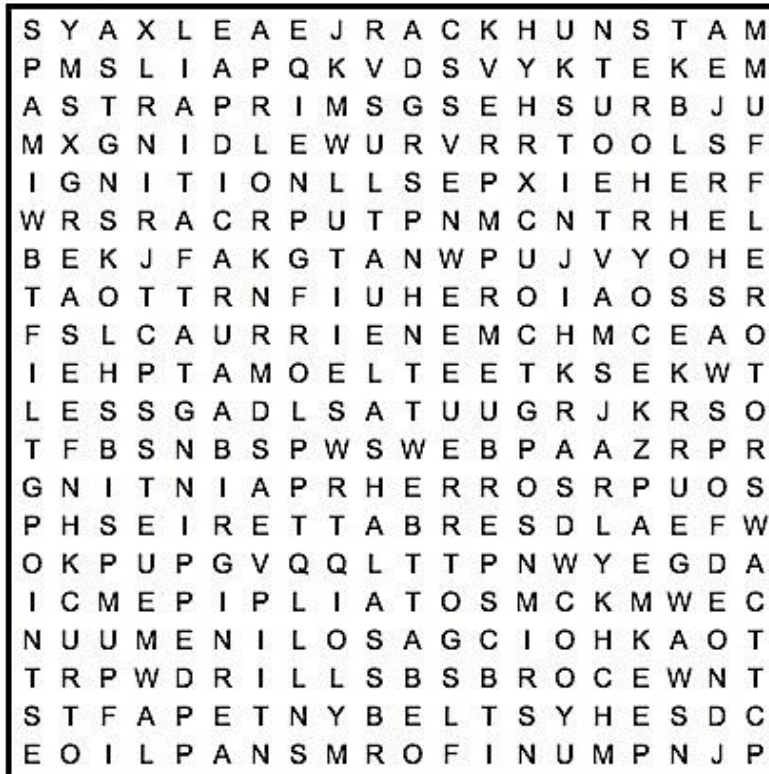 S Y A X L E A E J R A C K H U N S T A M
P M S L I A P Q K V D S V Y K T E K E M
A S T R A P R I M S G S E H S U R B J U
M X G N I D L E W U R V R R T O O L S F
I G N I T I O N L L S E P X I E H E R F
W R S R A C R P U T P N M C N T R H E L
B E K J F A K G T A N W P U J V Y O H E
T A O T T R N F I U H E R O I A O S S R
F S L C A U R R I E N E M C H M C E A O
I E H P T A M O E L T E E T K S E K W T
L E S S G A D L S A T U U G R J K R S O
T F B S N B S P W S W E B P A A Z R P R
G N I T N I A P R H E R R O S R P U O S
P H S E I R E T T A B R E S D L A E F W
O K P U P G V Q Q L T T P N W Y E G D A
I C M E P I P L I A T O S M C K M W E C
N U U M E N I L O S A G C I O H K A O T
T R P W D R I L L S B S B R O C E W N T
S T F A P E T N Y B E L T S Y H E S D C
E O I L P A N S M R O F I N U M P N J P